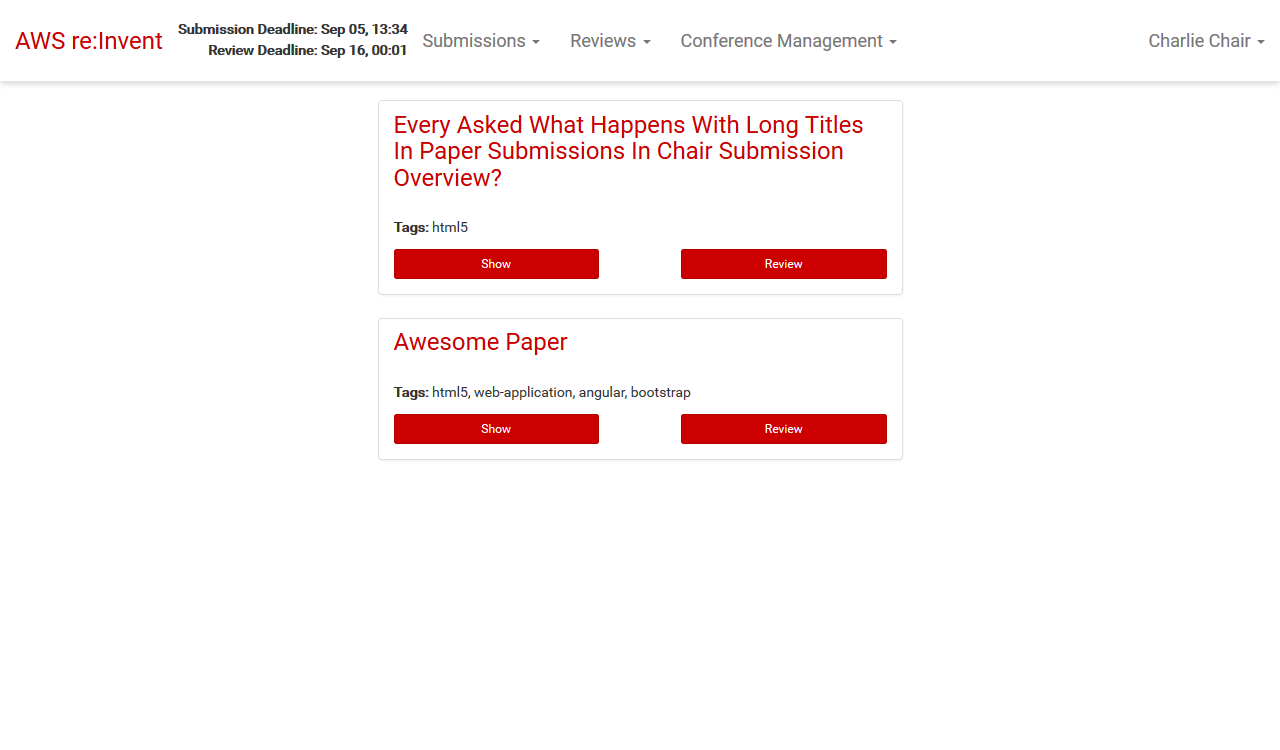 AWS re:Invent
Submission Deadline: Sep 05, 13:34
Review Deadline: Sep 16, 00:01
Submissions
Reviews
Conference Management
Charlie Chair
Every Asked What Happens With Long Titles
In Paper Submissions In Chair Submission
Overview?
Tags: html5
Show
Review
Awesome Paper
Tags: html5, web-application, angular, bootstrap
Show
Review